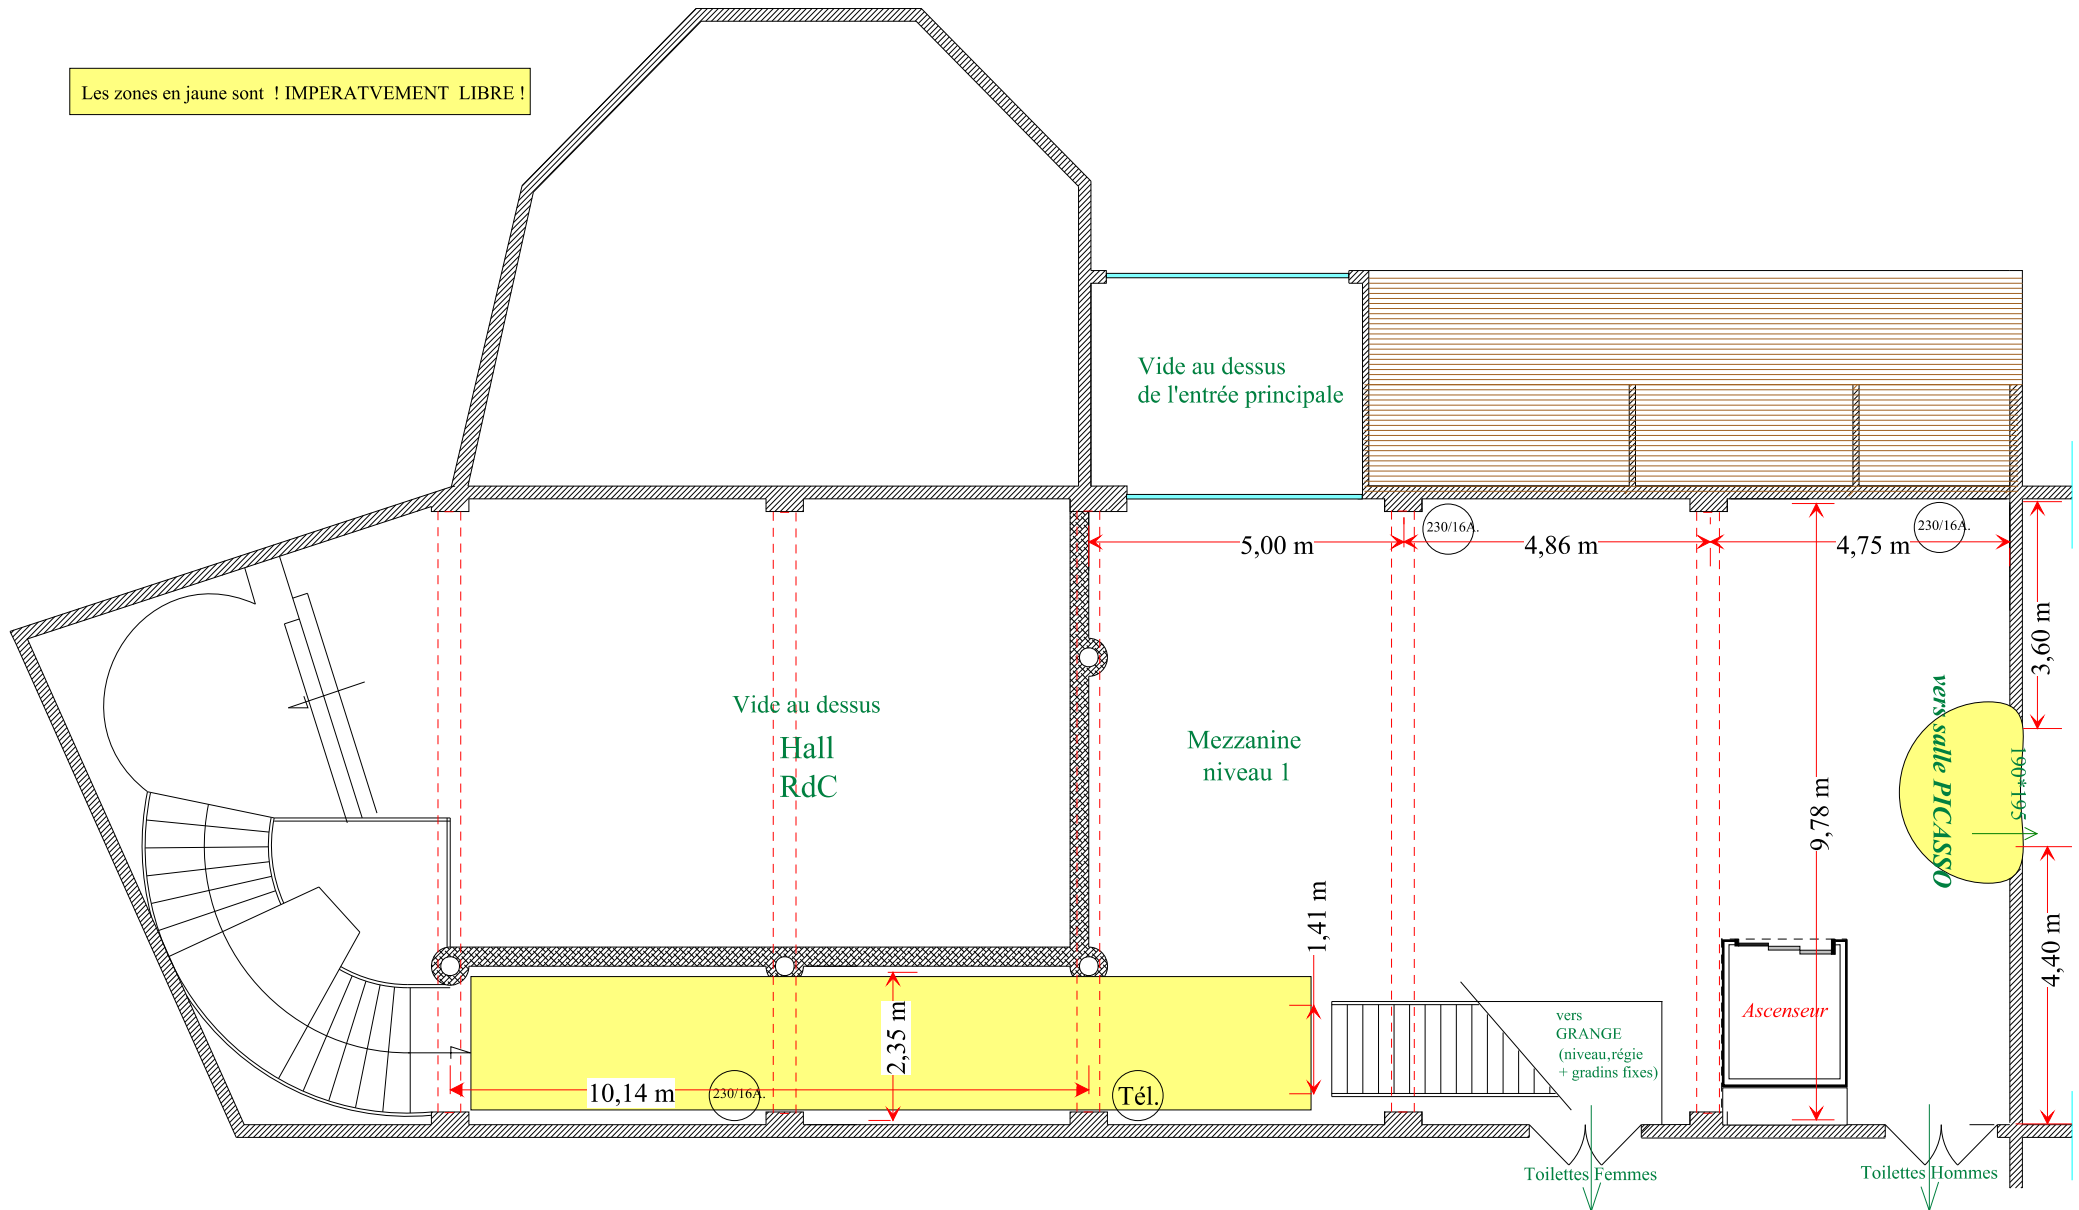 Les zones en jaune sont ! IMPERATVEMENT LIBRE !
Vide au dessus
de l'entrée principale
230/16A.
230/16A.
5,00 m
4,86 m
4,75 m
3,60 m
vers salle PICASSO
190*195
Vide au dessus
Hall
RdC
Mezzanine
niveau 1
9,78 m
1,41 m
4,40 m
2,35 m
Ascenseur
vers
GRANGE
(niveau,régie
+ gradins fixes)
10,14 m
230/16A.
Tél.
Toilettes Femmes
Toilettes Hommes